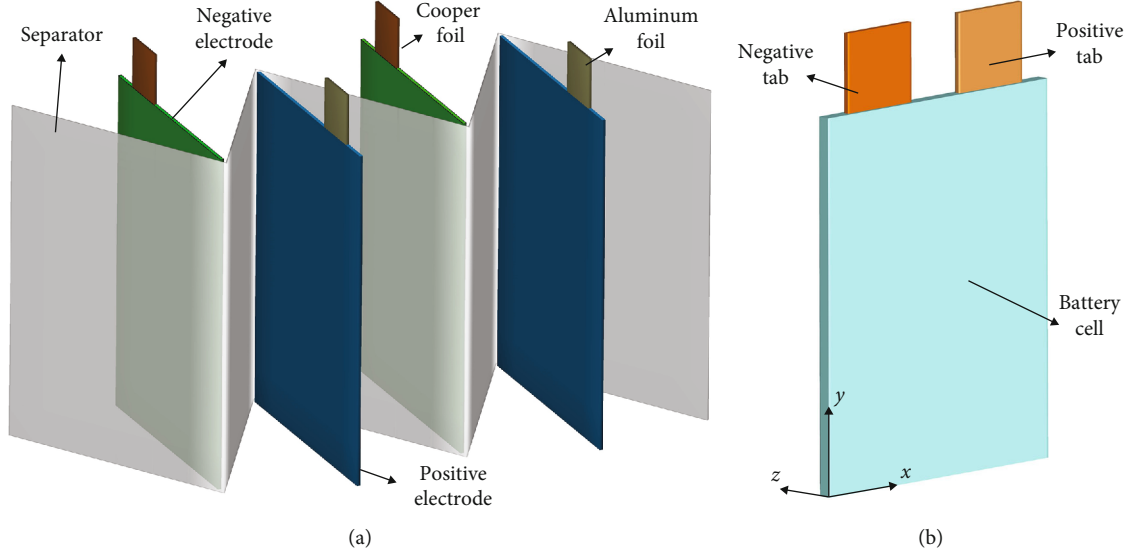 Separator
Negative
electrode
Cooper
foil
Aluminum
foil
Positive
electrode
(a)
Negative
tab
Positive
tab
Battery
cell
y
x
z
(b)